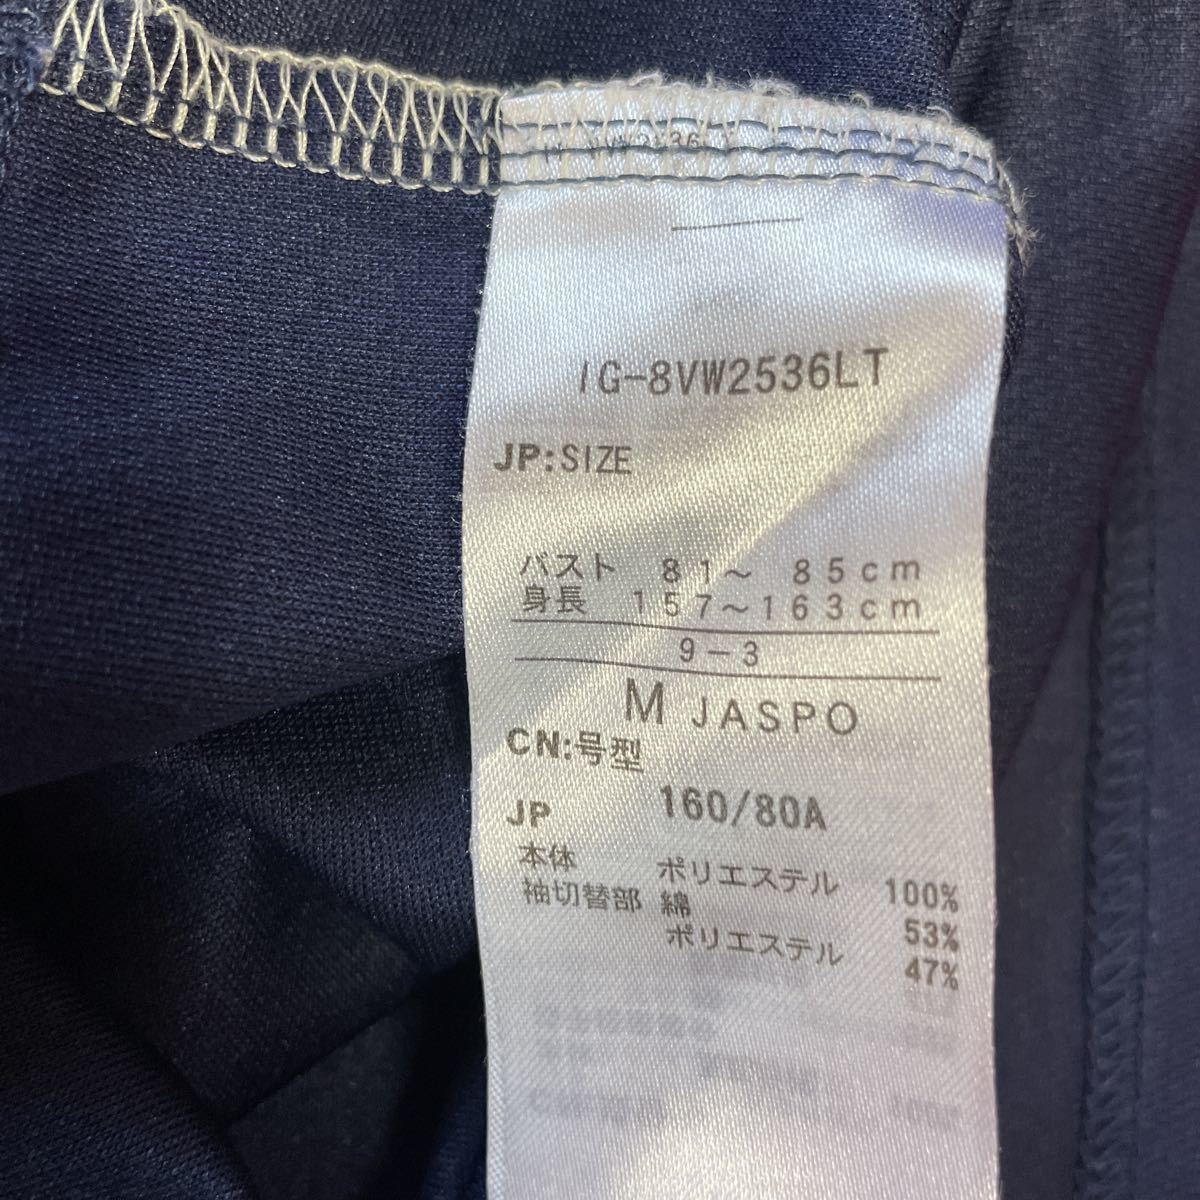 IG-8VW2536LT
JP:SIZE
バスト 81～ 85cm
身長 157～163cm
9-3
M JASPO
CN:号型
160/80A
JP
本体 ポリエステル 100%
袖切替部 綿 53%
ポリエステル 47%